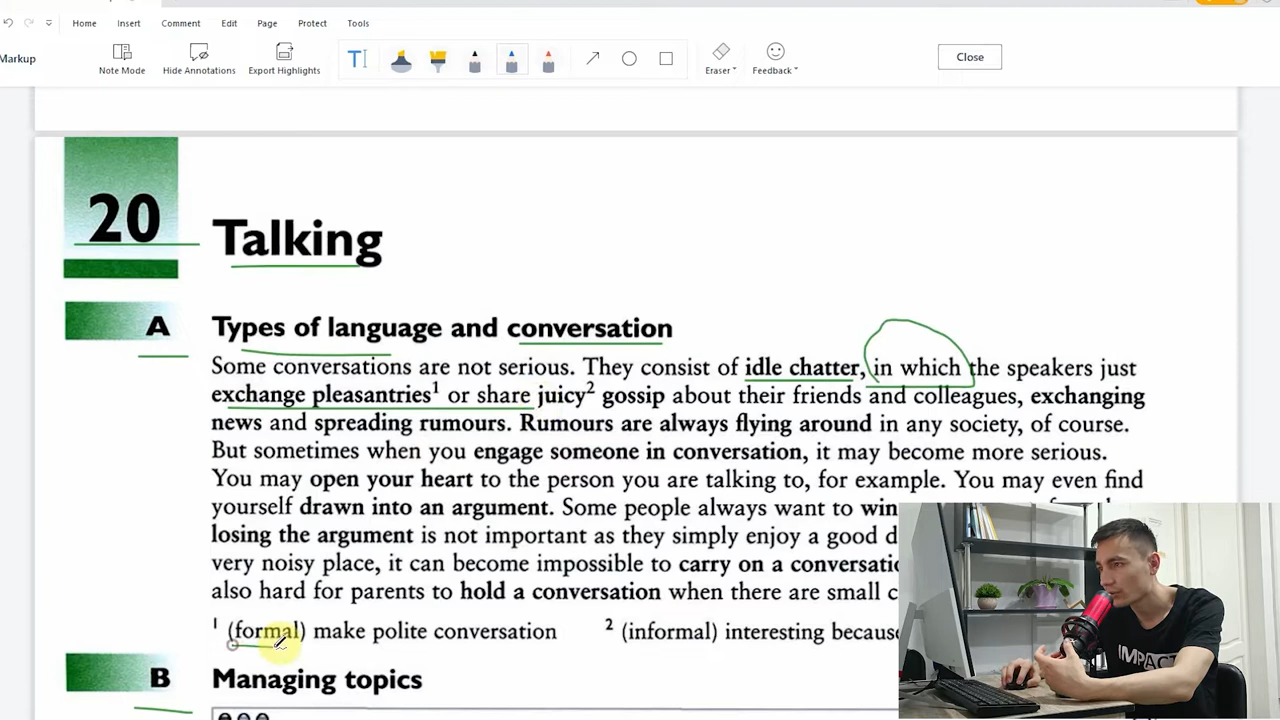 Home Insert Comment Edit Page Protect Tools
Markup Note Mode Hide Annotations Export Highlights Eraser Feedback Close
20 Talking
A Types of language and conversation
Some conversations are not serious. They consist of idle chatter, in which the speakers just
exchange pleasantries¹ or share juicy² gossip about their friends and colleagues, exchanging
news and spreading rumours. Rumours are always flying around in any society, of course.
But sometimes when you engage someone in conversation, it may become more serious.
You may open your heart to the person you are talking to, for example. You may even find
yourself drawn into an argument. Some people always want to win
losing the argument is not important as they simply enjoy a good
very noisy place, it can become impossible to carry on a
also hard for parents to hold a conversation when there are small
¹ (formal) make polite conversation ² (informal) interesting
B Managing topics
IMPACT